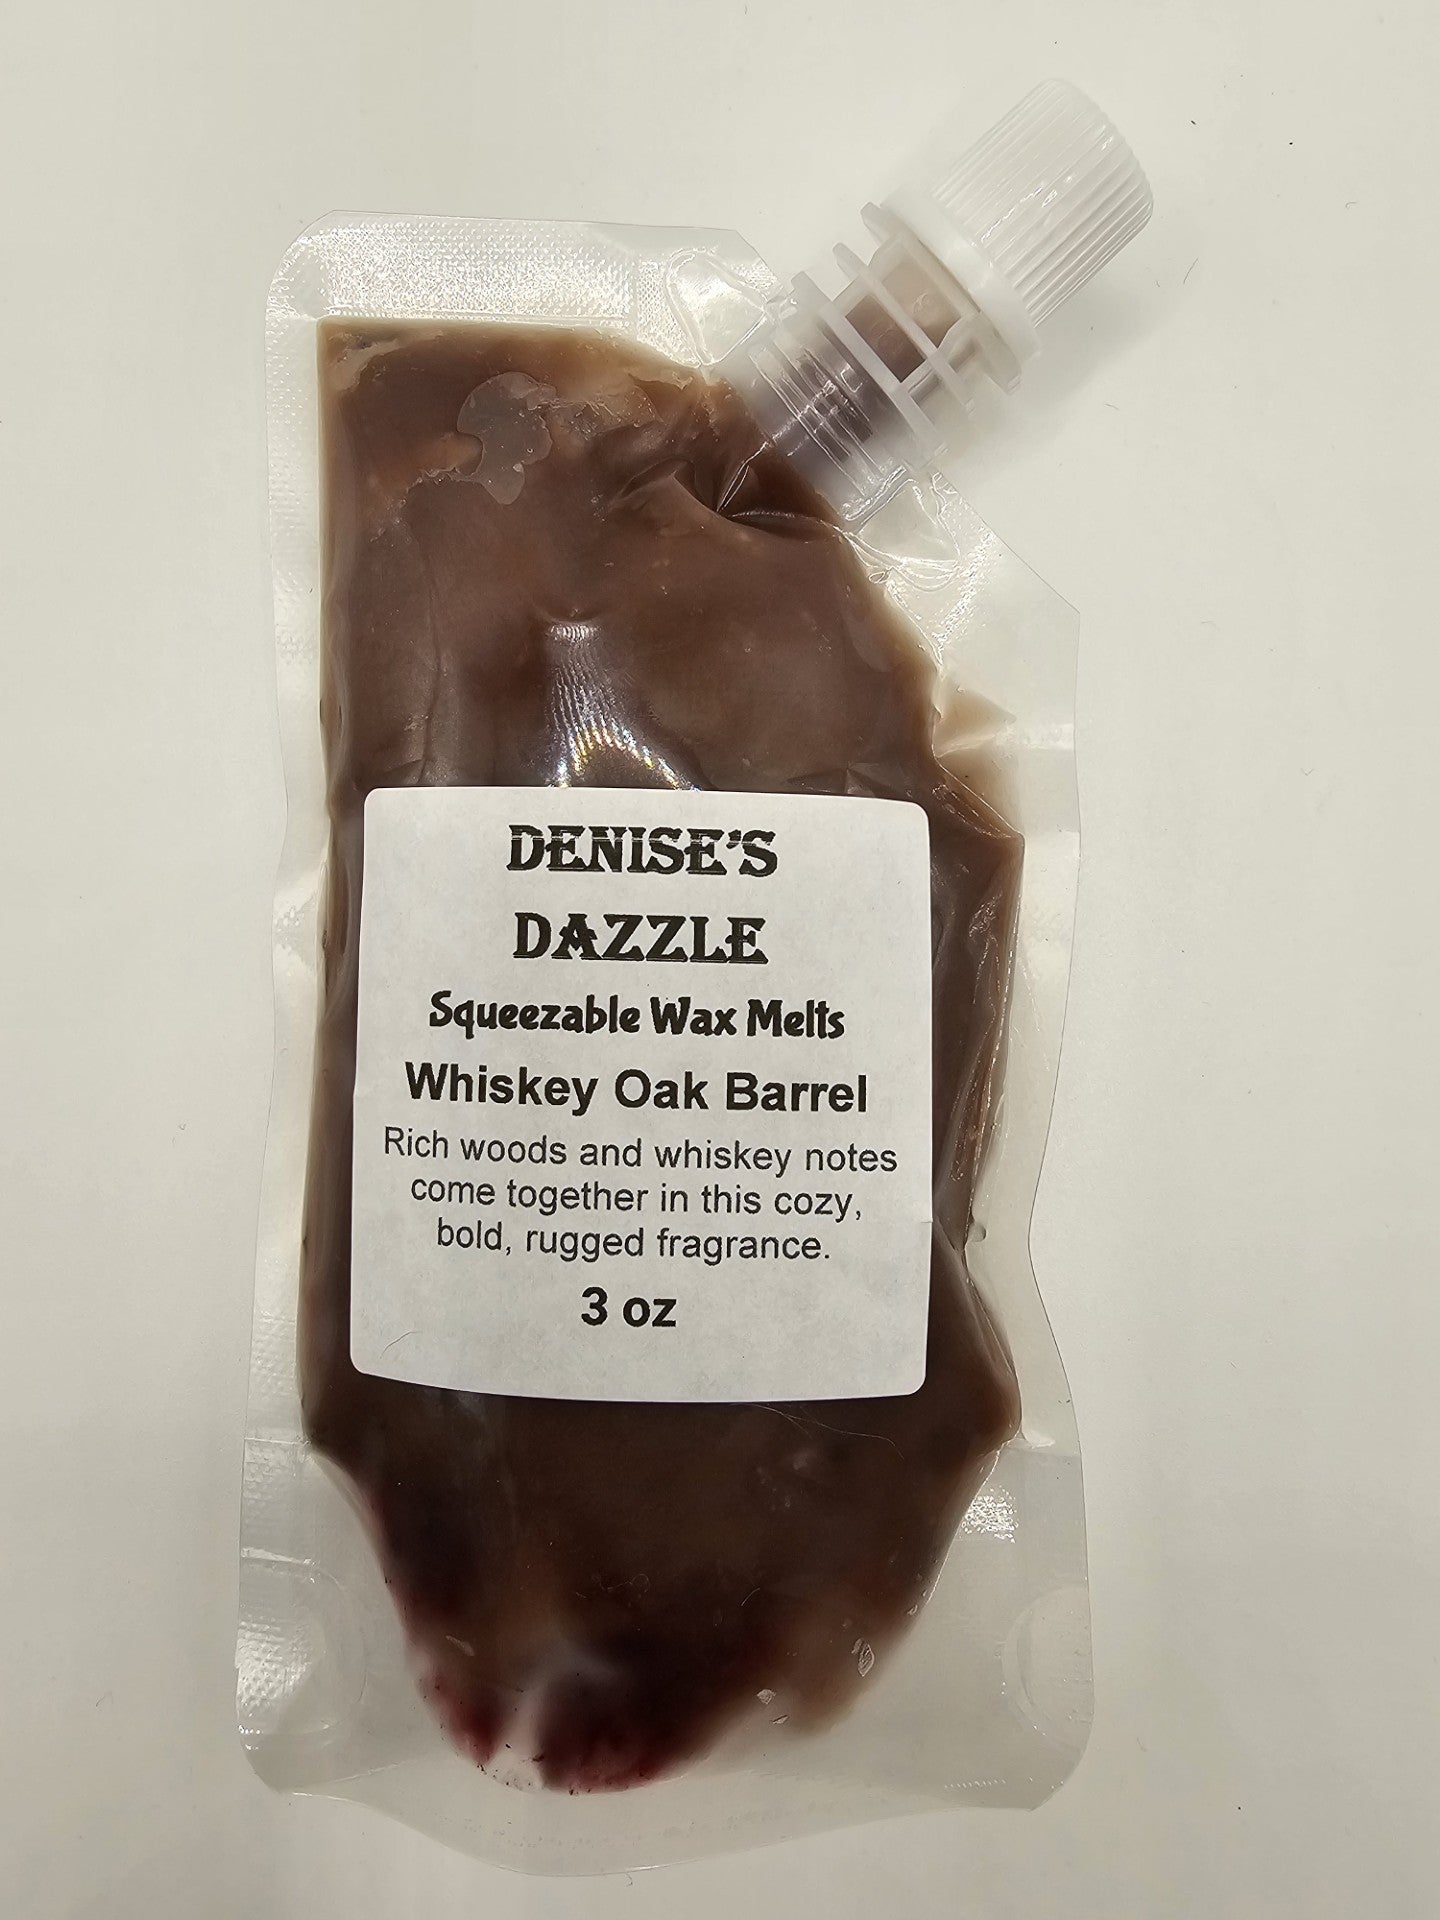 DENISE'S
DAZZLE
Squeezable Wax Melts
Whiskey Oak Barrel
Rich woods and whiskey notes
come together in this cozy,
bold, rugged fragrance.
3 oz